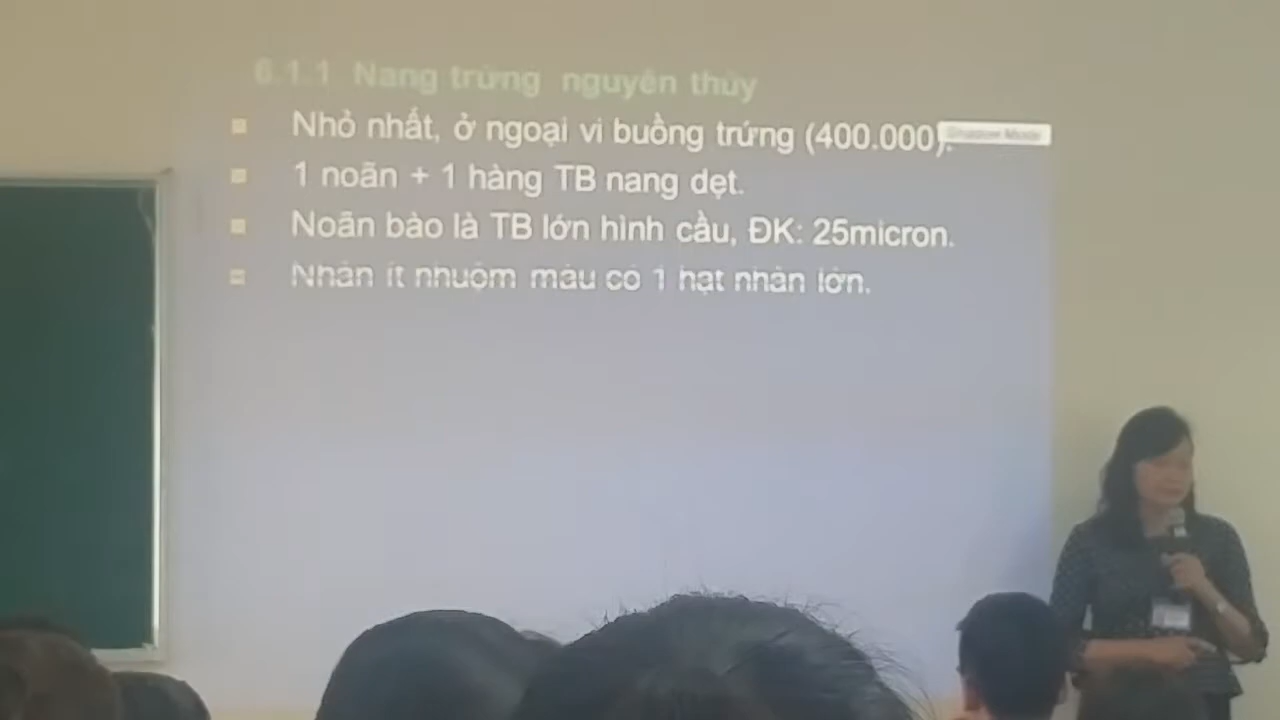 6.1.1 Nang trứng nguyên thủy
Nhỏ nhất, ở ngoại vi buồng trứng (400.000).
1 noãn + 1 hàng TB nang dẹt.
Noãn bào là TB lớn hình cầu, ĐK: 25micron.
Nhân ít nhuộm màu có 1 hạt nhân lớn.